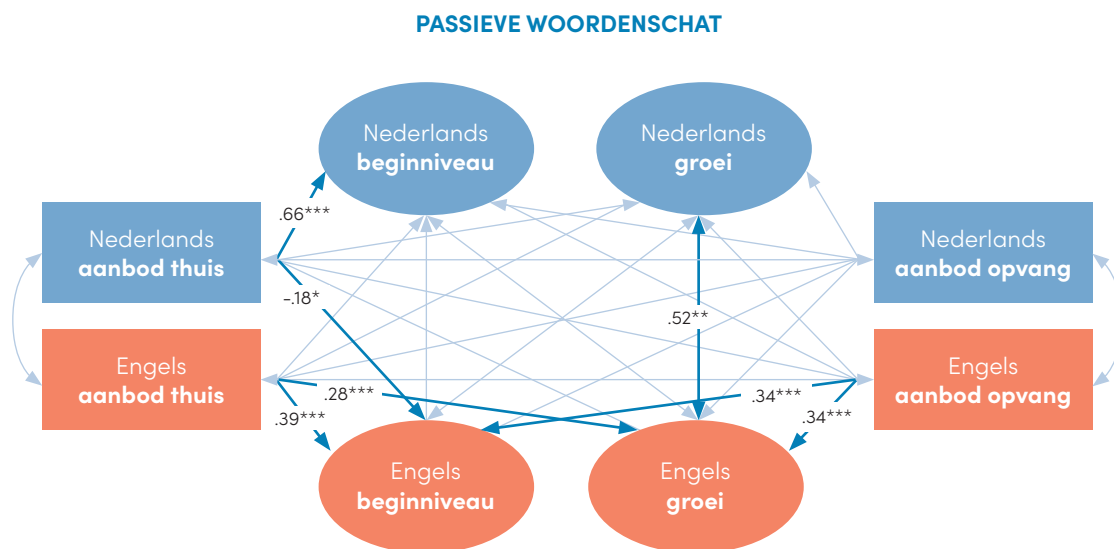 PASSIEVE WOORDENSCHAT
Nederlands
beginniveau
Nederlands
groei
.66***
Nederlands
aanbod thuis
Nederlands
aanbod opvang
-.18*
.52**
Engels
aanbod thuis
Engels
aanbod opvang
.28***
.34***
.39***
.34***
Engels
beginniveau
Engels
groei